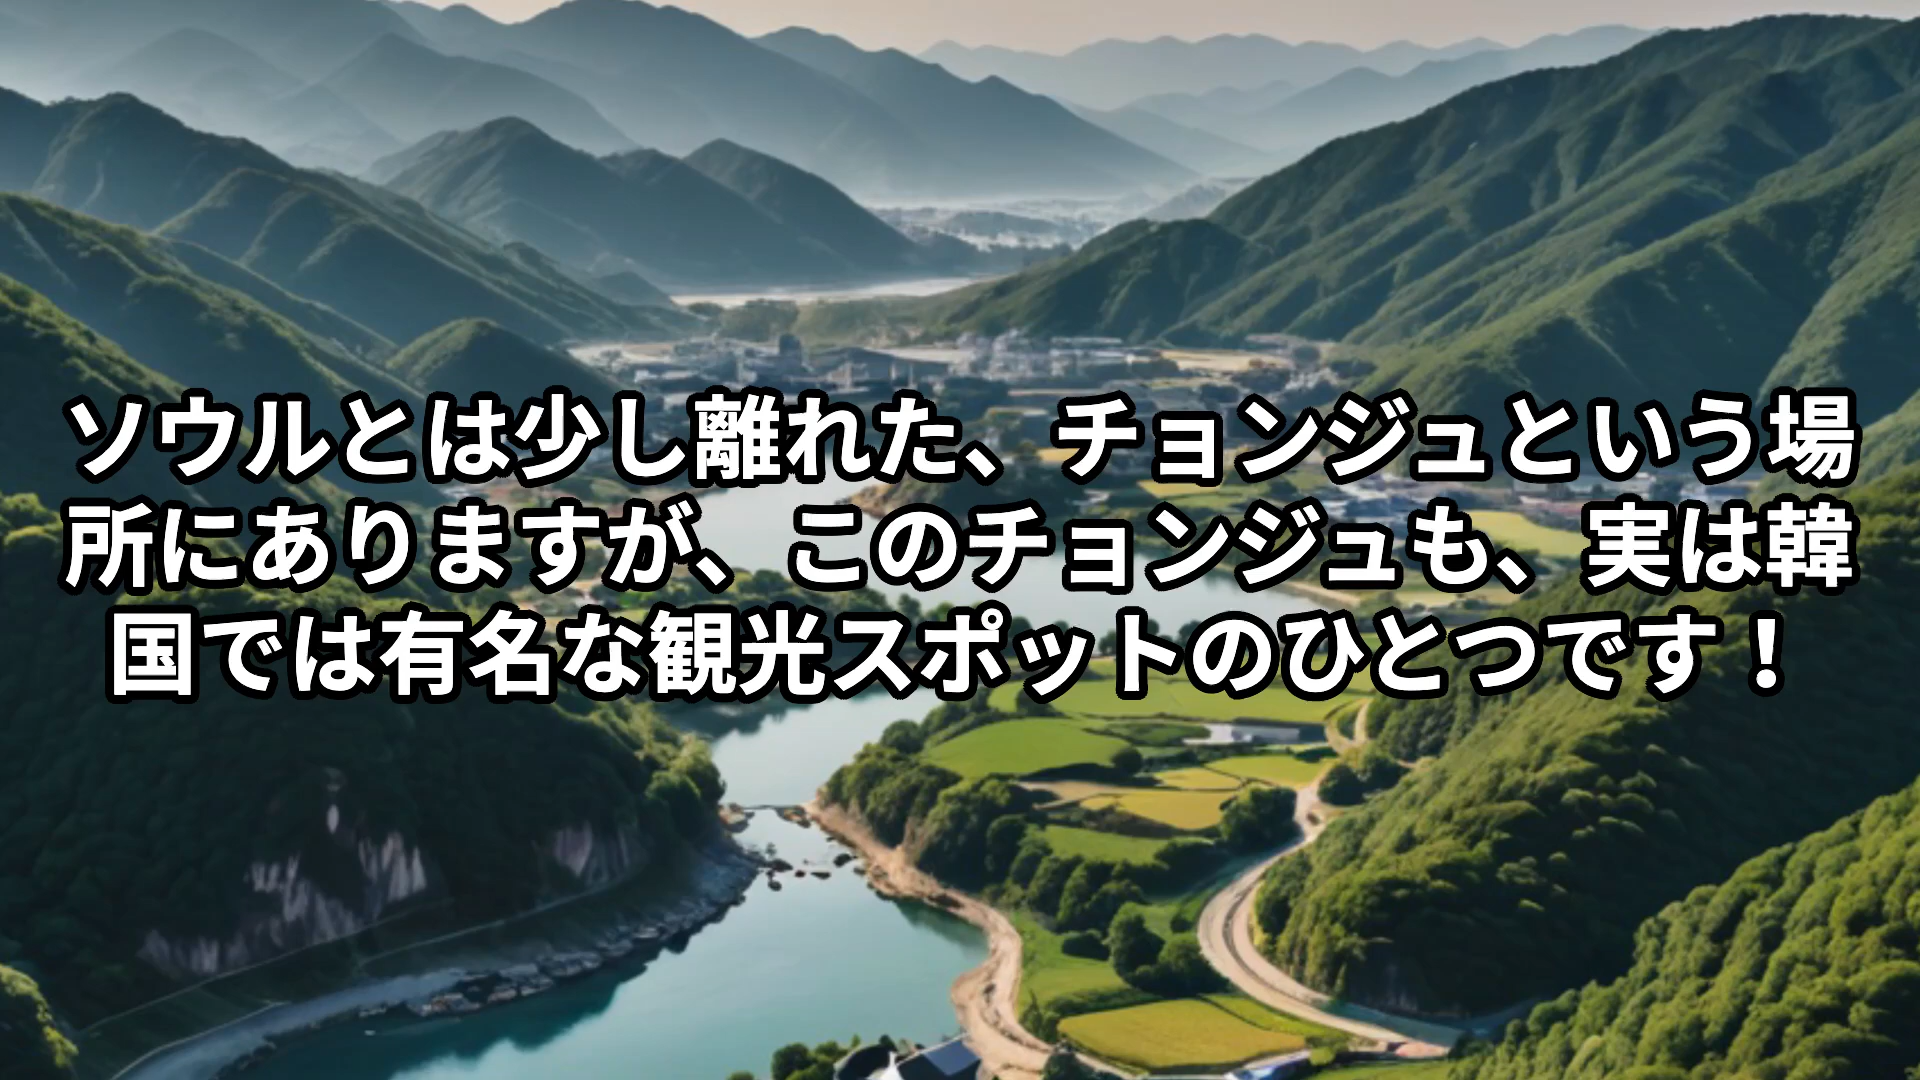 ソウルとは少し離れた、チョンジュという場
所にありますが、このチョンジュも、実は韓
国では有名な観光スポットのひとつです！